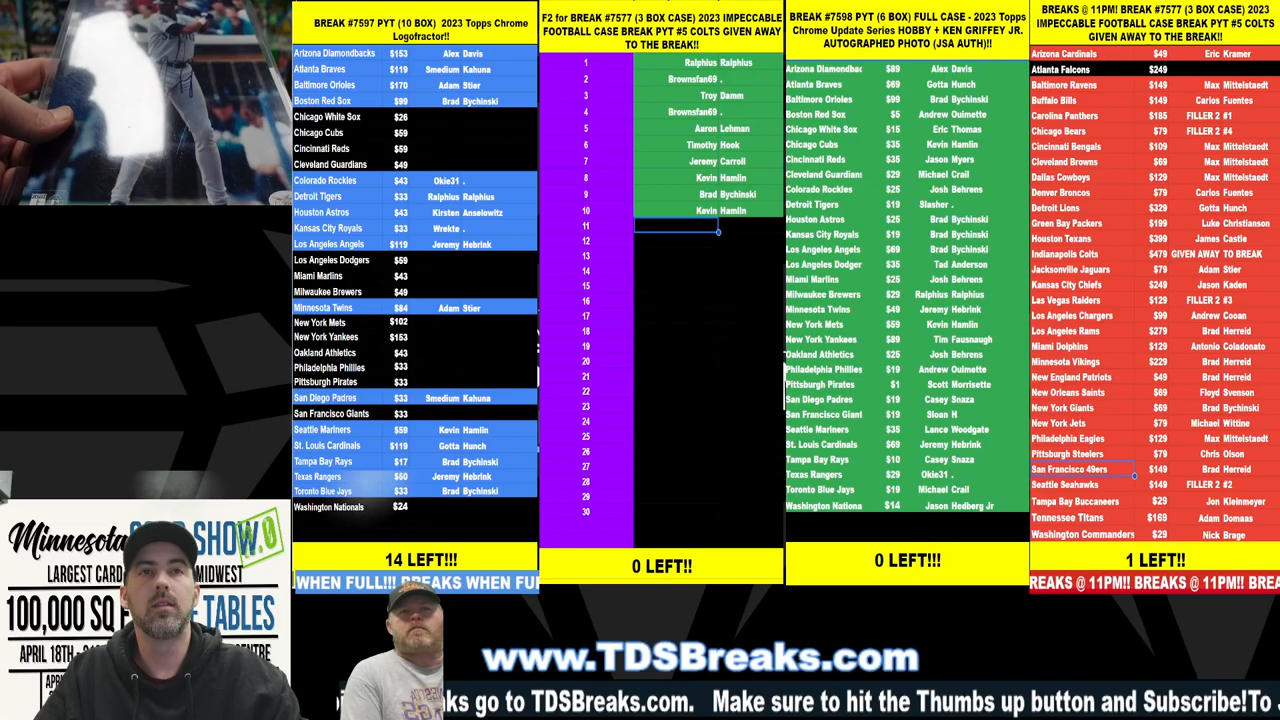 BREAK #7597 PYT (10 BOX) 2023 Topps Chrome
Logofractor!!
Arizona Diamondbacks $153 Alex Davis
Atlanta Braves $119 Smedium Kahuna
Baltimore Orioles $170 Adam Stier
Boston Red Sox $99 Brad Bychinski
Chicago White Sox $26
Chicago Cubs $59
Cincinnati Reds $59
Cleveland Guardians $49
Colorado Rockies $43 Okie31 .
Detroit Tigers $33 Ralphius Ralphius
Houston Astros $43 Kirsten Anselowitz
Kansas City Royals $33 Wrekte .
Los Angeles Angels $119 Jeremy Hebrink
Los Angeles Dodgers $59
Miami Marlins $43
Milwaukee Brewers $49
Minnesota Twins $84 Adam Stier
New York Mets $102
New York Yankees $153
Oakland Athletics $43
Philadelphia Phillies $33
Pittsburgh Pirates $33
San Diego Padres $33 Smedium Kahuna
San Francisco Giants $33
Seattle Mariners $59 Kevin Hamlin
St. Louis Cardinals $119 Gotta Hunch
Tampa Bay Rays $17 Brad Bychinski
Texas Rangers $50 Jeremy Hebrink
Toronto Blue Jays $33 Brad Bychinski
Washington Nationals $24
14 LEFT!!!
WHEN FULL!!! BREAKS WHEN FUL
F2 for BREAK #7577 (3 BOX CASE) 2023 IMPECCABLE
FOOTBALL CASE BREAK PYT #5 COLTS GIVEN AWAY
TO THE BREAK!!
1 Ralphius Ralphius
2 Brownsfan69 .
3 Troy Damm
4 Brownsfan69 .
5 Aaron Lehman
6 Timothy Hook
7 Jeremy Carroll
8 Kevin Hamlin
9 Brad Bychinski
10 Kevin Hamlin
11
12
13
14
15
16
17
18
19
20
21
22
23
24
25
26
27
28
29
30
0 LEFT!!
BREAK #7598 PYT (6 BOX) FULL CASE - 2023 Topps
Chrome Update Series HOBBY + KEN GRIFFEY JR.
AUTOGRAPHED PHOTO (JSA AUTH)!!
Arizona Diamondbac $89 Alex Davis
Atlanta Braves $69 Gotta Hunch
Baltimore Orioles $99 Brad Bychinski
Boston Red Sox $5 Andrew Ouimette
Chicago White Sox $15 Eric Thomas
Chicago Cubs $35 Kevin Hamlin
Cincinnati Reds $35 Jason Myers
Cleveland Guardians $29 Michael Crail
Colorado Rockies $25 Josh Behrens
Detroit Tigers $19 Slasher .
Houston Astros $25 Brad Bychinski
Kansas City Royals $19 Brad Bychinski
Los Angeles Angels $69 Brad Bychinski
Los Angeles Dodger $35 Tad Anderson
Miami Marlins $25 Josh Behrens
Milwaukee Brewers $29 Ralphius Ralphius
Minnesota Twins $49 Jeremy Hebrink
New York Mets $59 Kevin Hamlin
New York Yankees $89 Tim Fausnaugh
Oakland Athletics $25 Josh Behrens
Philadelphia Phillies $19 Andrew Ouimette
Pittsburgh Pirates $1 Scott Morrisette
San Diego Padres $19 Casey Snaza
San Francisco Giant $19 Sloan H
Seattle Mariners $35 Lance Woodgate
St. Louis Cardinals $69 Jeremy Hebrink
Tampa Bay Rays $10 Casey Snaza
Texas Rangers $29 Okie31 .
Toronto Blue Jays $19 Michael Crail
Washington Nationa $14 Jason Hedberg Jr
0 LEFT!!!
BREAKS @ 11PM! BREAK #7577 (3 BOX CASE) 2023
IMPECCABLE FOOTBALL CASE BREAK PYT #5 COLTS
GIVEN AWAY TO THE BREAK!!
Arizona Cardinals $49 Eric Kramer
Atlanta Falcons $249
Baltimore Ravens $149 Max Mittelstaedt
Buffalo Bills $149 Carlos Fuentes
Carolina Panthers $185 FILLER 2 #1
Chicago Bears $79 FILLER 2 #4
Cincinnati Bengals $109 Max Mittelstaedt
Cleveland Browns $69 Max Mittelstaedt
Dallas Cowboys $129 Max Mittelstaedt
Denver Broncos $79 Carlos Fuentes
Detroit Lions $329 Gotta Hunch
Green Bay Packers $199 Luke Christianson
Houston Texans $399 James Castle
Indianapolis Colts $479 GIVEN AWAY TO BREAK
Jacksonville Jaguars $79 Adam Stier
Kansas City Chiefs $249 Jason Kaden
Las Vegas Raiders $129 FILLER 2 #3
Los Angeles Chargers $99 Andrew Cooan
Los Angeles Rams $279 Brad Herreid
Miami Dolphins $129 Antonio Coladonato
Minnesota Vikings $229 Brad Herreid
New England Patriots $49 Brad Herreid
New Orleans Saints $69 Floyd Svenson
New York Giants $69 Brad Bychinski
New York Jets $79 Michael Wittine
Philadelphia Eagles $129 Max Mittelstaedt
Pittsburgh Steelers $79 Chris Olson
San Francisco 49ers $149 Brad Herreid
Seattle Seahawks $149 FILLER 2 #2
Tampa Bay Buccaneers $29 Jon Kleinmeyer
Tennessee Titans $169 Adam Domaas
Washington Commanders $29 Nick Brage
1 LEFT!!
REAKS @ 11PM!! BREAKS @ 11PM!! BREA
Minnesota SHOW
LARGEST CARD MIDWEST
100,000 SQ F TABLES
APRIL 18TH
www.TDSBreaks.com
ks go to TDSBreaks.com. Make sure to hit the Thumbs up button and Subscribe!To